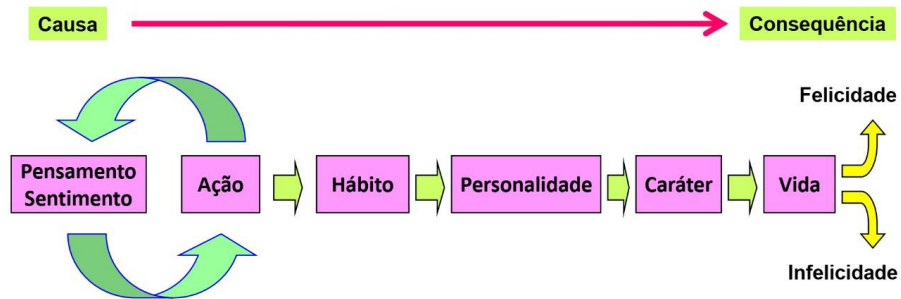 Causa
Consequência
Felicidade
Pensamento
Sentimento
Ação
Hábito
Personalidade
Caráter
Vida
Infelicidade